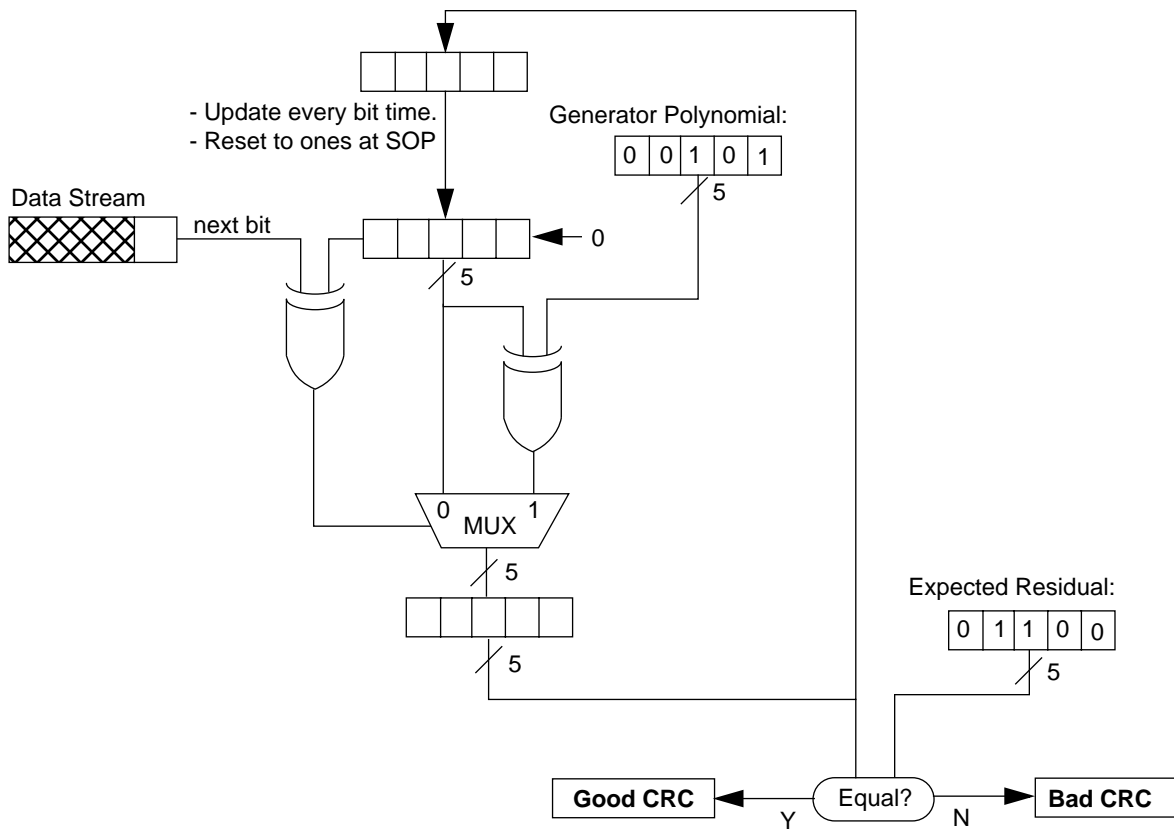 - Update every bit time.
- Reset to ones at SOP
Generator Polynomial:
0 0 1 0 1
5
Data Stream
next bit
0
5
0 1
MUX
5
5
Expected Residual:
0 1 1 0 0
5
Good CRC
Y
Equal?
N
Bad CRC